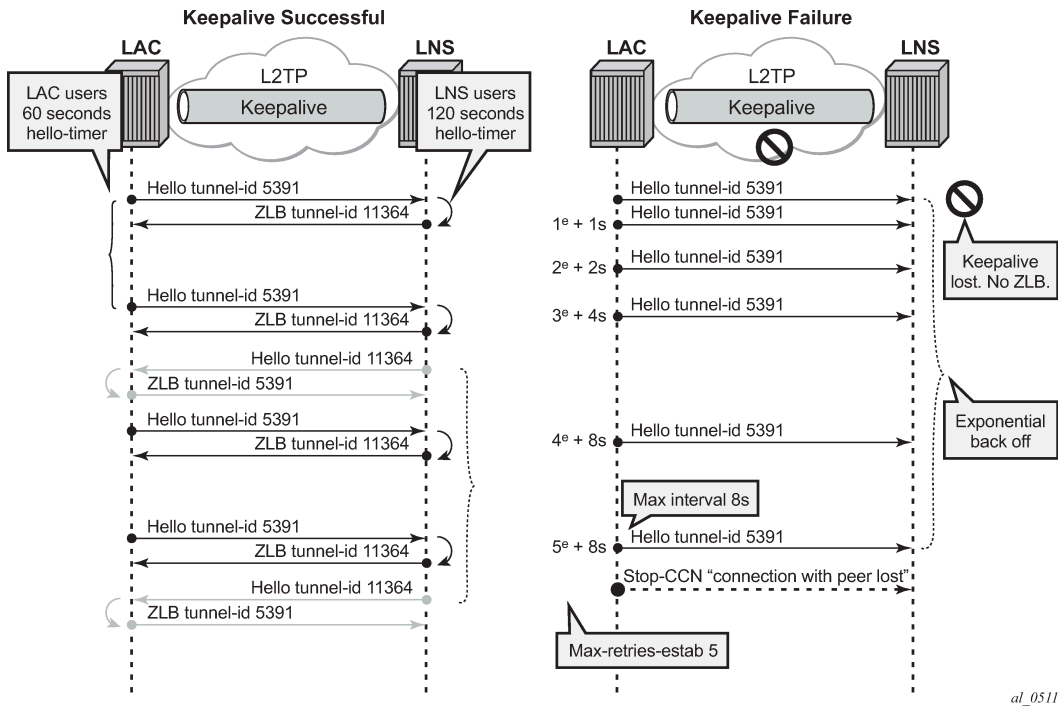 Keepalive Successful
LAC
LNS
L2TP
Keepalive
LAC users
60 seconds
hello-timer
LNS users
120 seconds
hello-timer
Hello tunnel-id 5391
ZLB tunnel-id 11364
Hello tunnel-id 5391
ZLB tunnel-id 11364
Hello tunnel-id 11364
ZLB tunnel-id 5391
Hello tunnel-id 5391
ZLB tunnel-id 11364
Hello tunnel-id 5391
ZLB tunnel-id 11364
Hello tunnel-id 11364
ZLB tunnel-id 5391
Keepalive Failure
LAC
LNS
L2TP
Keepalive
Hello tunnel-id 5391
1e + 1s
Hello tunnel-id 5391
Keepalive
lost. No ZLB.
2e + 2s
Hello tunnel-id 5391
3e + 4s
Hello tunnel-id 5391
Exponential
back off
4e + 8s
Hello tunnel-id 5391
Max interval 8s
5e + 8s
Hello tunnel-id 5391
Stop-CCN “connection with peer lost”
Max-retries-estab 5
al_0511